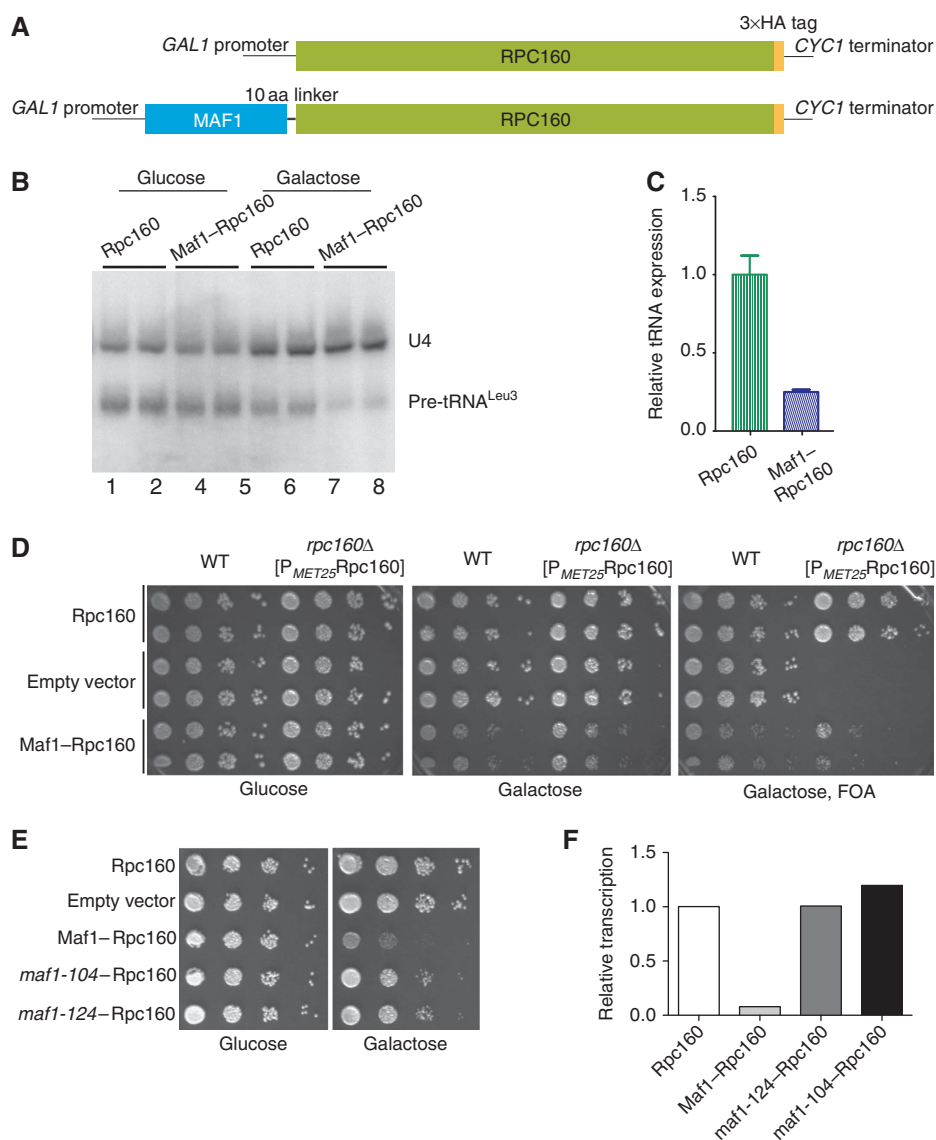 A
3×HA tag
GAL1 promoter
RPC160
CYC1 terminator
10 aa linker
GAL1 promoter
MAF1
RPC160
CYC1 terminator
B
Glucose
Galactose
Rpc160
Maf1–Rpc160
Rpc160
Maf1–Rpc160
U4
Pre-tRNALeu3
1 2 4 5 6 7 8
C
Relative tRNA expression
1.5
1.0
0.5
0.0
Rpc160
Maf1–
Rpc160
D
WT
rpc160Δ
[PMET25Rpc160]
WT
rpc160Δ
[PMET25Rpc160]
WT
rpc160Δ
[PMET25Rpc160]
Rpc160
Empty vector
Maf1–Rpc160
Glucose
Galactose
Galactose, FOA
E
Rpc160
Empty vector
Maf1–Rpc160
maf1-104–Rpc160
maf1-124–Rpc160
Glucose
Galactose
F
Relative transcription
1.5
1.0
0.5
0.0
Rpc160
Maf1–Rpc160
maf1-124–Rpc160
maf1-104–Rpc160